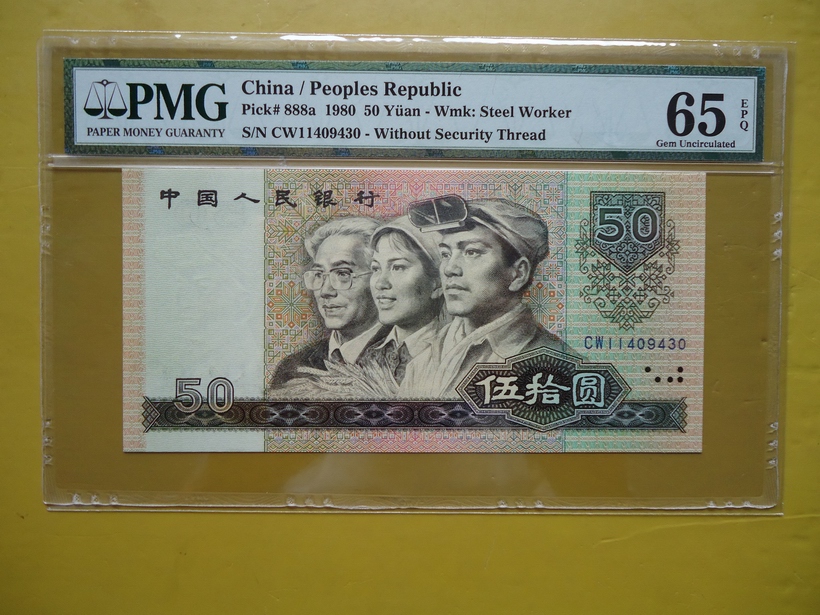 PMG
PAPER MONEY GUARANTY
China / Peoples Republic
Pick# 888a 1980 50 Yüan - Wmk: Steel Worker
S/N CW11409430 - Without Security Thread
65 EPQ
Gem Uncirculated
中国人民银行
50
CW11409430
50
伍拾圆